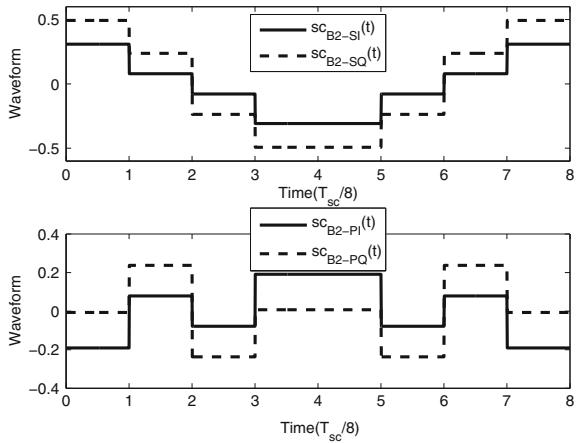 0.5
0
−0.5
Waveform
sc_B2−SI(t)
sc_B2−SQ(t)
0 1 2 3 4 5 6 7 8
Time(T_sc/8)
0.4
0.2
0
−0.2
−0.4
Waveform
sc_B2−PI(t)
sc_B2−PQ(t)
0 1 2 3 4 5 6 7 8
Time(T_sc/8)